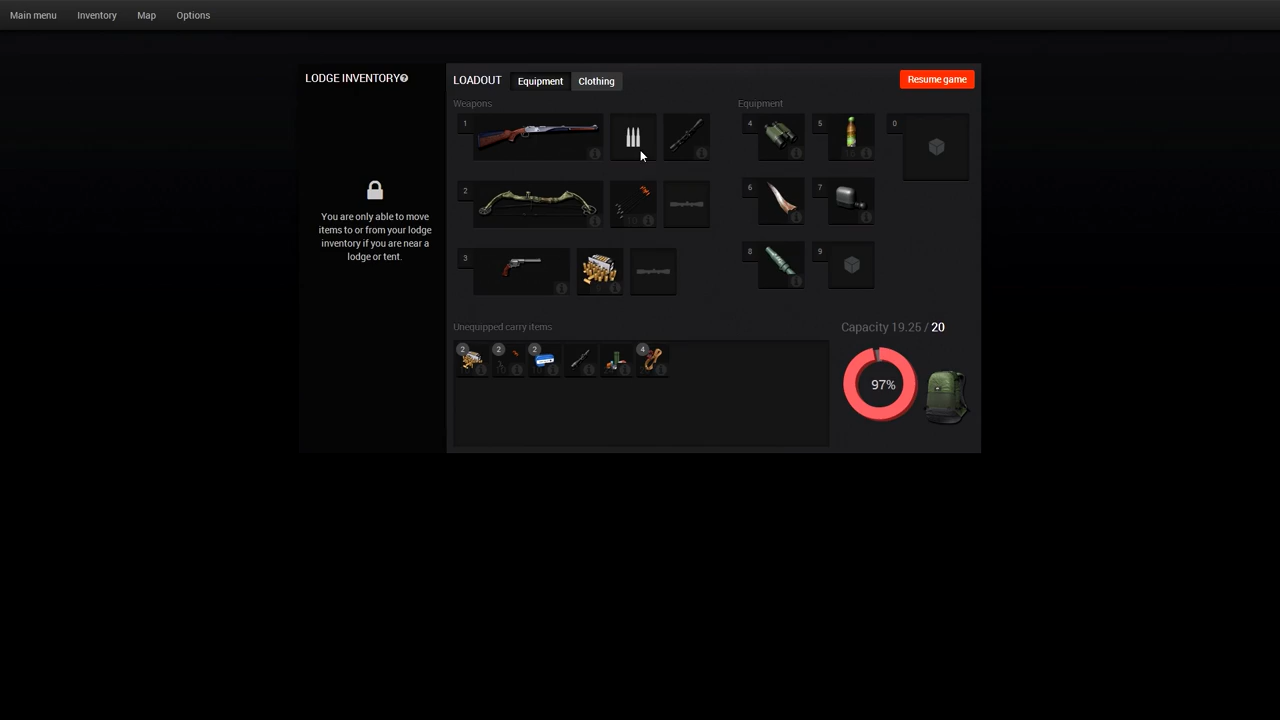 Main menu Inventory Map Options
LODGE INVENTORY
LOADOUT Equipment Clothing Resume game
Weapons
Equipment
1
4 5 0
2
6 7
3
8 9
You are only able to move
items to or from your lodge
inventory if you are near a
lodge or tent.
Unequipped carry items
Capacity 19.25 / 20
2 2 2 4
97%